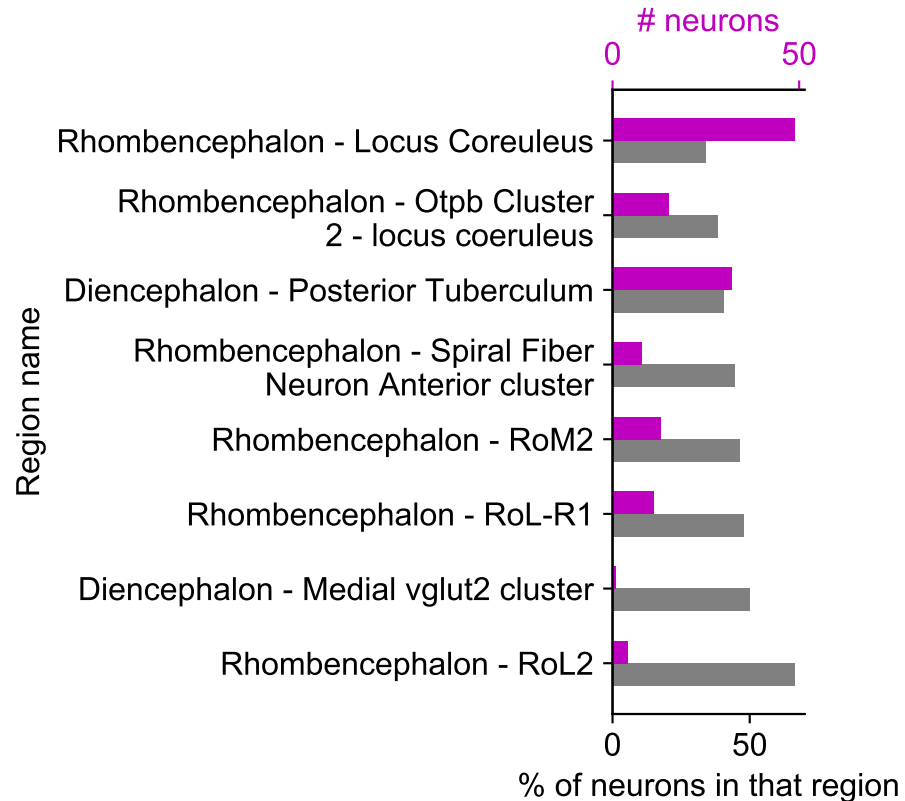 # neurons
0 50
Rhombencephalon - Locus Coreuleus
Rhombencephalon - Otpb Cluster
2 - locus coeruleus
Diencephalon - Posterior Tuberculum
Rhombencephalon - Spiral Fiber
Neuron Anterior cluster
Rhombencephalon - RoM2
Rhombencephalon - RoL-R1
Diencephalon - Medial vglut2 cluster
Rhombencephalon - RoL2
Region name
0 50
% of neurons in that region